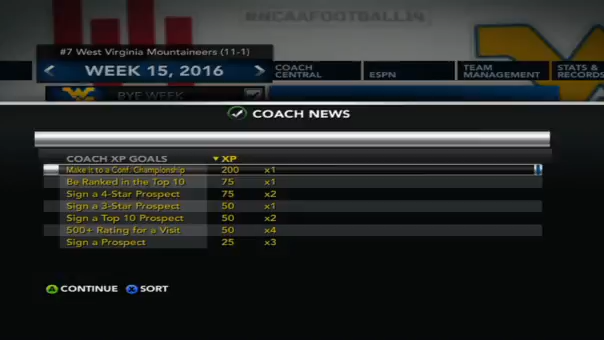 #NCAAFOOTBALL14
#7 West Virginia Mountaineers (11-1)
WEEK 15, 2016
COACH CENTRAL
ESPN
TEAM MANAGEMENT
STATS & RECORDS
BYE WEEK
COACH NEWS
COACH XP GOALS XP
Make it to a Conf. Championship 200 x1
Be Ranked in the Top 10 75 x1
Sign a 4-Star Prospect 75 x2
Sign a 3-Star Prospect 50 x1
Sign a Top 10 Prospect 50 x2
500+ Rating for a Visit 50 x4
Sign a Prospect 25 x3
CONTINUE X SORT